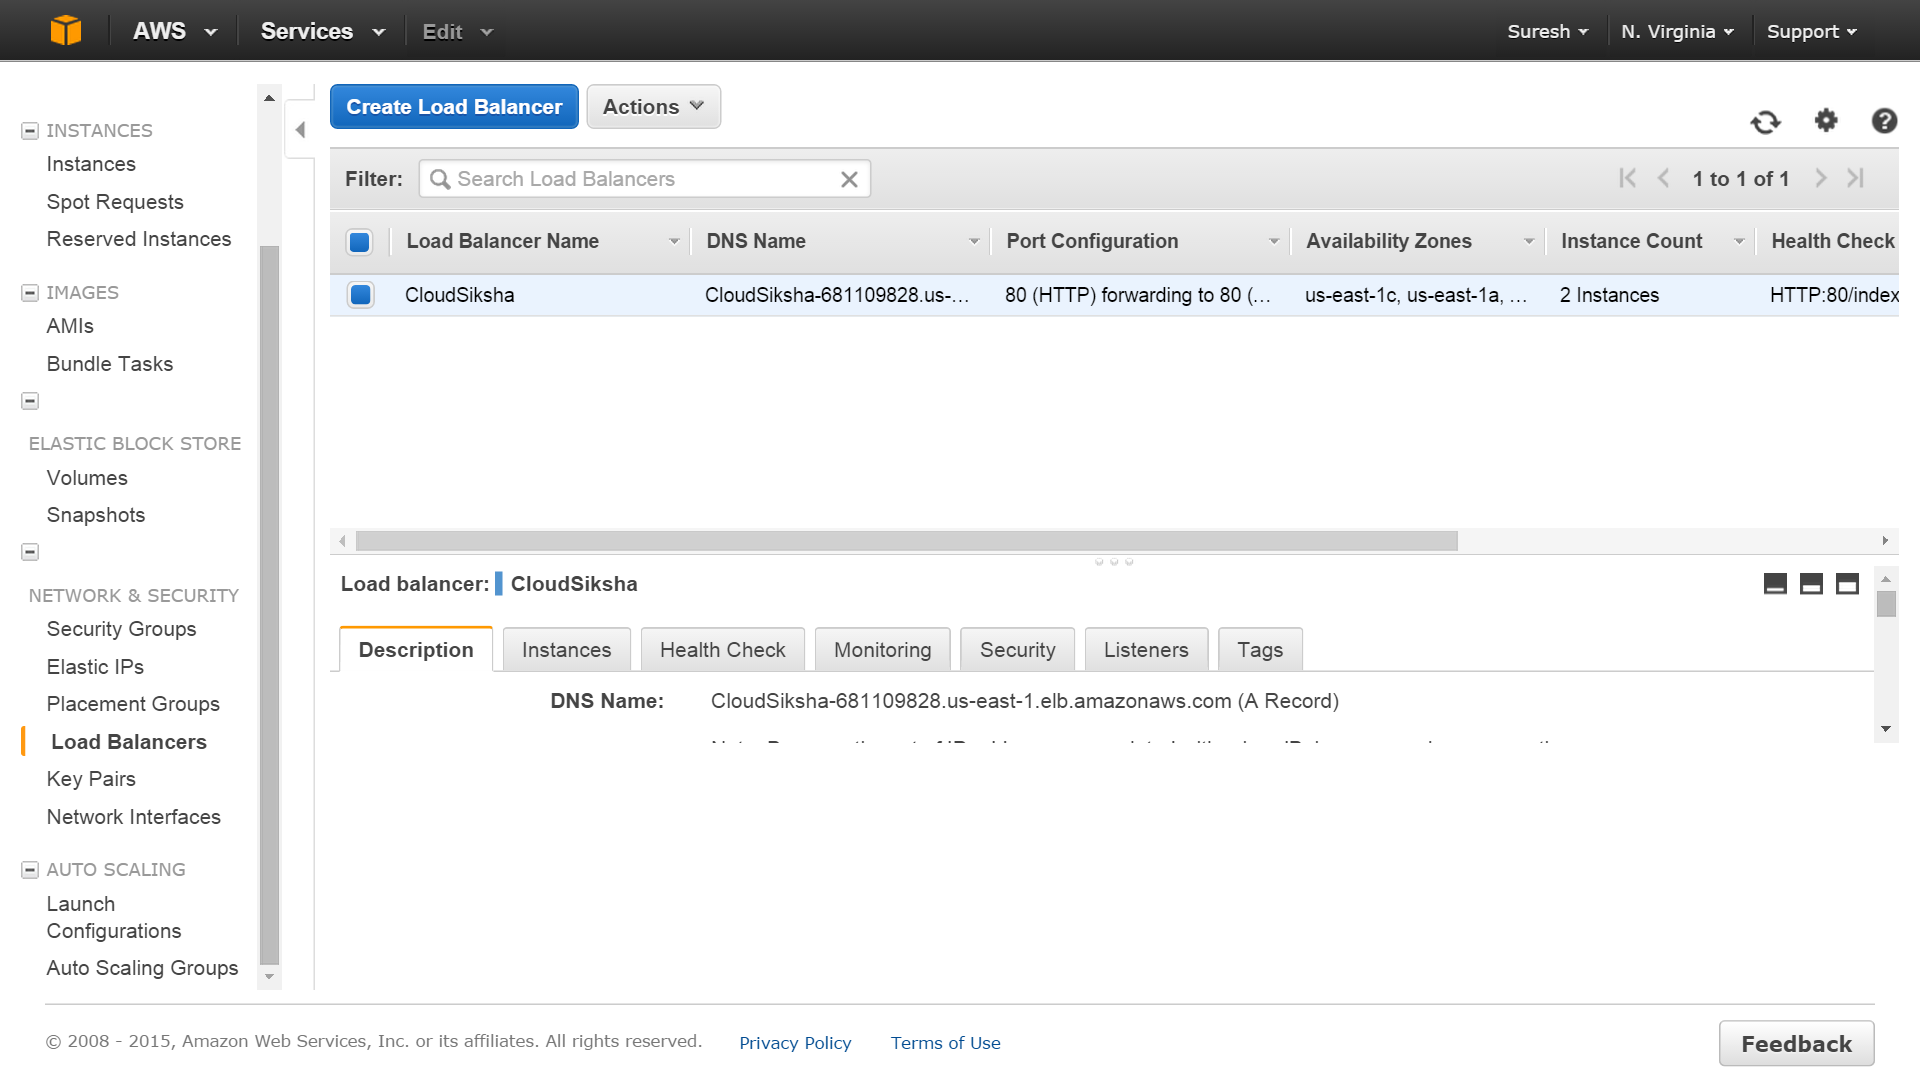 AWS Services Edit Suresh N. Virginia Support
INSTANCES
Instances
Spot Requests
Reserved Instances
IMAGES
AMIs
Bundle Tasks
ELASTIC BLOCK STORE
Volumes
Snapshots
NETWORK & SECURITY
Security Groups
Elastic IPs
Placement Groups
Load Balancers
Key Pairs
Network Interfaces
AUTO SCALING
Launch
Configurations
Auto Scaling Groups
Create Load Balancer Actions
Filter: Search Load Balancers 1 to 1 of 1
Load Balancer Name DNS Name Port Configuration Availability Zones Instance Count Health Check
CloudSiksha CloudSiksha-681109828.us-... 80 (HTTP) forwarding to 80 (... us-east-1c, us-east-1a, ... 2 Instances HTTP:80/index
Load balancer: CloudSiksha
Description Instances Health Check Monitoring Security Listeners Tags
DNS Name: CloudSiksha-681109828.us-east-1.elb.amazonaws.com (A Record)
© 2008 - 2015, Amazon Web Services, Inc. or its affiliates. All rights reserved. Privacy Policy Terms of Use Feedback